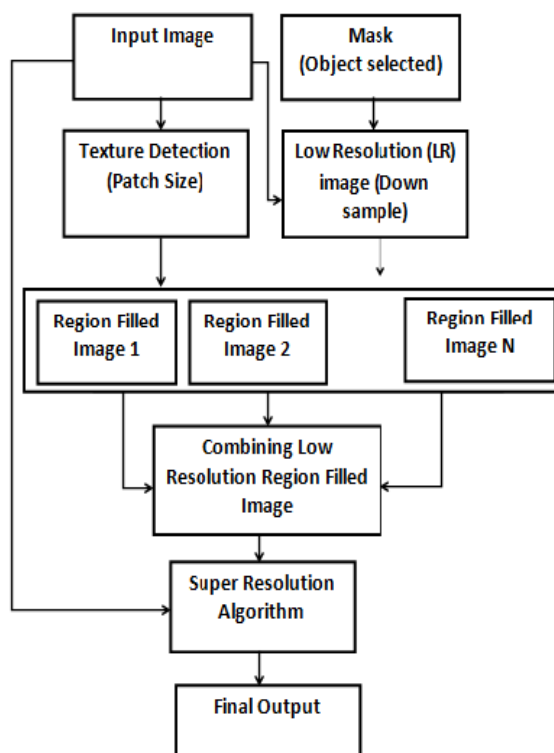 Input Image
Mask
(Object selected)
Texture Detection
(Patch Size)
Low Resolution (LR)
image (Down
sample)
Region Filled
Image 1
Region Filled
Image 2
Region Filled
Image N
Combining Low
Resolution Region Filled
Image
Super Resolution
Algorithm
Final Output